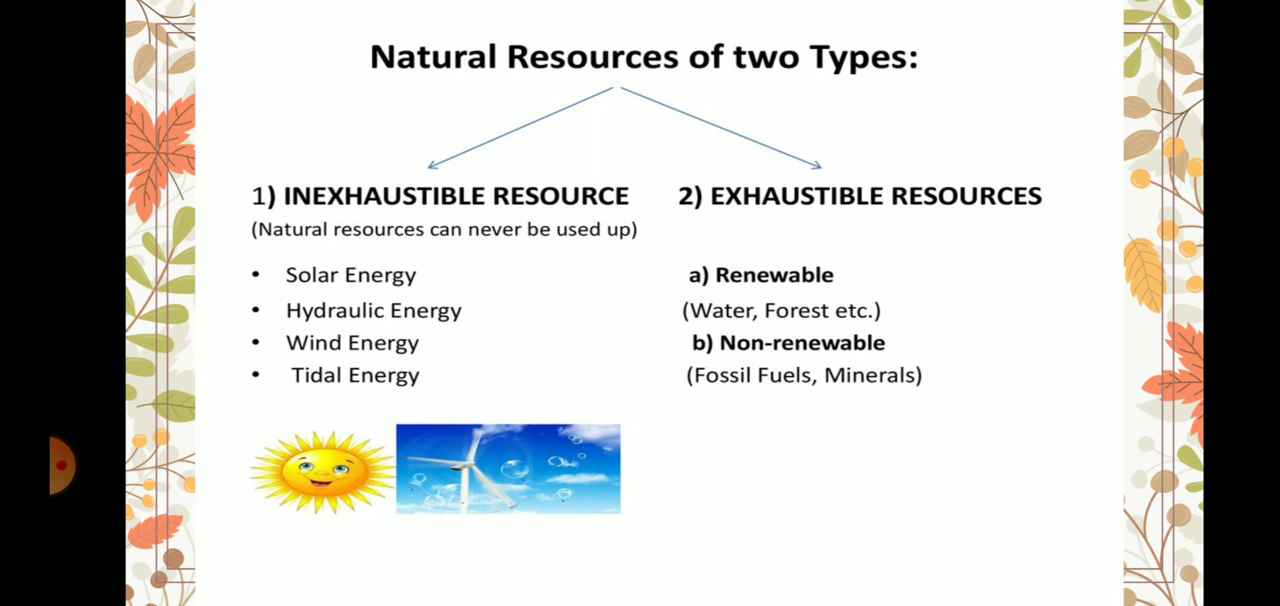 Natural Resources of two Types:
1) INEXHAUSTIBLE RESOURCE
(Natural resources can never be used up)
• Solar Energy
• Hydraulic Energy
• Wind Energy
• Tidal Energy
2) EXHAUSTIBLE RESOURCES
a) Renewable
(Water, Forest etc.)
b) Non-renewable
(Fossil Fuels, Minerals)